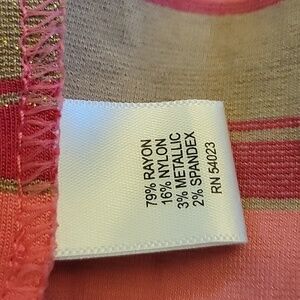 79% RAYON
16% NYLON
3% METALLIC
2% SPANDEX
RN 54023